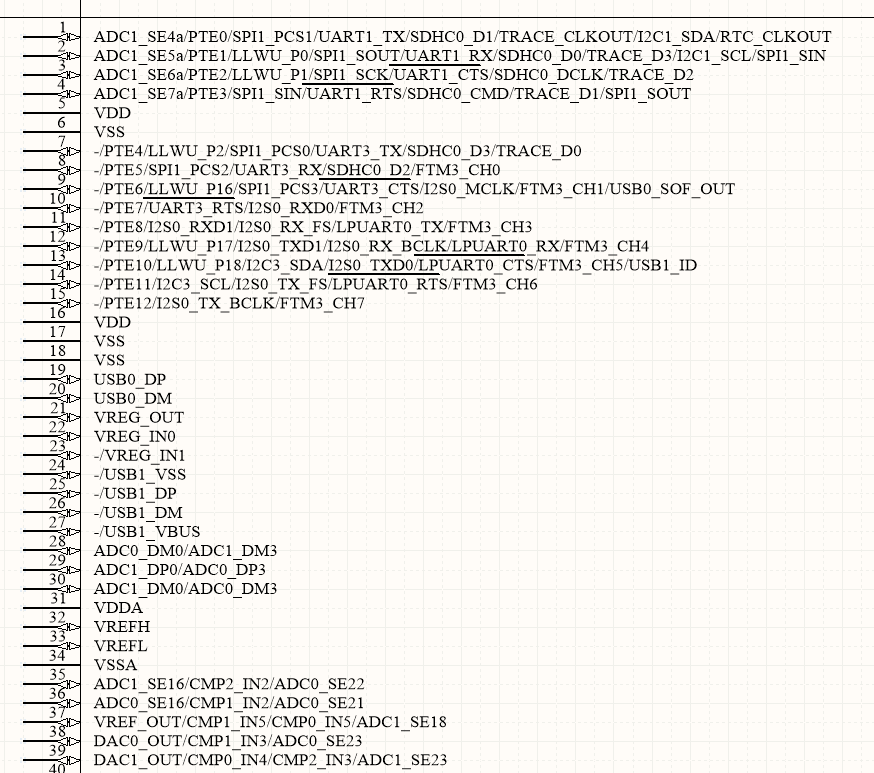 1 ADC1_SE4a/PTE0/SPI1_PCS1/UART1_TX/SDHC0_D1/TRACE_CLKOUT/I2C1_SDA/RTC_CLKOUT
2 ADC1_SE5a/PTE1/LLWU_P0/SPI1_SOUT/UART1_RX/SDHC0_D0/TRACE_D3/I2C1_SCL/SPI1_SIN
3 ADC1_SE6a/PTE2/LLWU_P1/SPI1_SCK/UART1_CTS/SDHC0_DCLK/TRACE_D2
4 ADC1_SE7a/PTE3/SPI1_SIN/UART1_RTS/SDHC0_CMD/TRACE_D1/SPI1_SOUT
5 VDD
6 VSS
7 -/PTE4/LLWU_P2/SPI1_PCS0/UART3_TX/SDHC0_D3/TRACE_D0
8 -/PTE5/SPI1_PCS2/UART3_RX/SDHC0_D2/FTM3_CH0
9 -/PTE6/LLWU_P16/SPI1_PCS3/UART3_CTS/I2S0_MCLK/FTM3_CH1/USB0_SOF_OUT
10 -/PTE7/UART3_RTS/I2S0_RXD0/FTM3_CH2
11 -/PTE8/I2S0_RXD1/I2S0_RX_FS/LPUART0_TX/FTM3_CH3
12 -/PTE9/LLWU_P17/I2S0_TXD1/I2S0_RX_BCLK/LPUART0_RX/FTM3_CH4
13 -/PTE10/LLWU_P18/I2C3_SDA/I2S0_TXD0/LPUART0_CTS/FTM3_CH5/USB1_ID
14 -/PTE11/I2C3_SCL/I2S0_TX_FS/LPUART0_RTS/FTM3_CH6
15 -/PTE12/I2S0_TX_BCLK/FTM3_CH7
16 VDD
17 VSS
18 VSS
19 USB0_DP
20 USB0_DM
21 VREG_OUT
22 VREG_IN0
23 -/VREG_IN1
24 -/USB1_VSS
25 -/USB1_DP
26 -/USB1_DM
27 -/USB1_VBUS
28 ADC0_DM0/ADC1_DM3
29 ADC1_DP0/ADC0_DP3
30 ADC1_DM0/ADC0_DM3
31 VDDA
32 VREFH
33 VREFL
34 VSSA
35 ADC1_SE16/CMP2_IN2/ADC0_SE22
36 ADC0_SE16/CMP1_IN2/ADC0_SE21
37 VREF_OUT/CMP1_IN5/CMP0_IN5/ADC1_SE18
38 DAC0_OUT/CMP1_IN3/ADC0_SE23
39 DAC1_OUT/CMP0_IN4/CMP2_IN3/ADC1_SE23
40